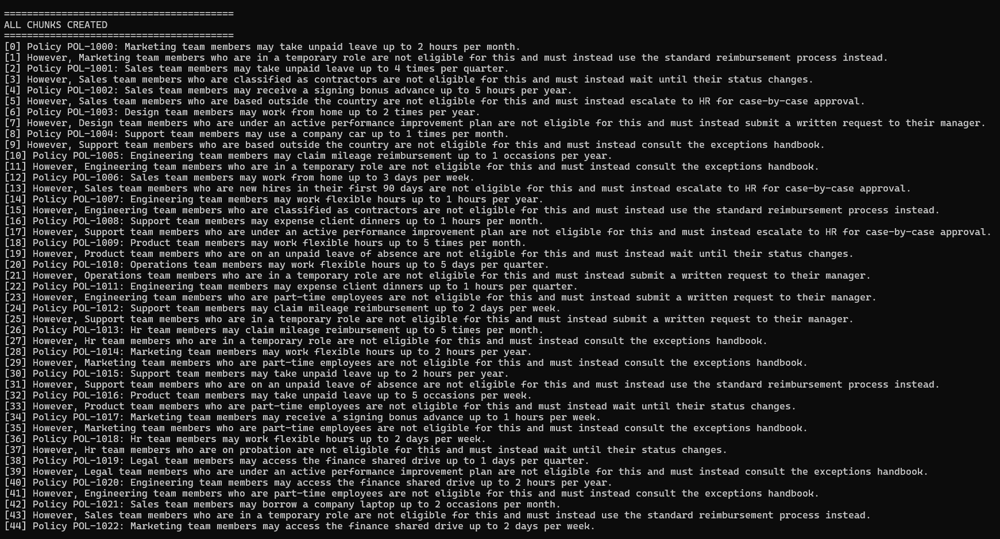 ========================================
ALL CHUNKS CREATED
========================================
[0] Policy POL-1000: Marketing team members may take unpaid leave up to 2 hours per month.
[1] However, Marketing team members who are in a temporary role are not eligible for this and must instead use the standard reimbursement process instead.
[2] Policy POL-1001: Sales team members may take unpaid leave up to 4 times per quarter.
[3] However, Sales team members who are classified as contractors are not eligible for this and must instead wait until their status changes.
[4] Policy POL-1002: Sales team members may receive a signing bonus advance up to 5 hours per year.
[5] However, Sales team members who are based outside the country are not eligible for this and must instead escalate to HR for case-by-case approval.
[6] Policy POL-1003: Design team members may work from home up to 2 times per year.
[7] However, Design team members who are under an active performance improvement plan are not eligible for this and must instead submit a written request to their manager.
[8] Policy POL-1004: Support team members may use a company car up to 1 times per month.
[9] However, Support team members who are based outside the country are not eligible for this and must instead consult the exceptions handbook.
[10] Policy POL-1005: Engineering team members may claim mileage reimbursement up to 1 occasions per year.
[11] However, Engineering team members who are in a temporary role are not eligible for this and must instead consult the exceptions handbook.
[12] Policy POL-1006: Sales team members may work from home up to 3 days per week.
[13] However, Sales team members who are new hires in their first 90 days are not eligible for this and must instead escalate to HR for case-by-case approval.
[14] Policy POL-1007: Engineering team members may work flexible hours up to 1 hours per year.
[15] However, Engineering team members who are classified as contractors are not eligible for this and must instead use the standard reimbursement process instead.
[16] Policy POL-1008: Support team members may expense client dinners up to 1 hours per month.
[17] However, Support team members who are under an active performance improvement plan are not eligible for this and must instead escalate to HR for case-by-case approval.
[18] Policy POL-1009: Product team members may work flexible hours up to 5 times per month.
[19] However, Product team members who are on an unpaid leave of absence are not eligible for this and must instead wait until their status changes.
[20] Policy POL-1010: Operations team members may work flexible hours up to 5 days per quarter.
[21] However, Operations team members who are in a temporary role are not eligible for this and must instead submit a written request to their manager.
[22] Policy POL-1011: Engineering team members may expense client dinners up to 1 hours per quarter.
[23] However, Engineering team members who are part-time employees are not eligible for this and must instead submit a written request to their manager.
[24] Policy POL-1012: Support team members may claim mileage reimbursement up to 2 days per week.
[25] However, Support team members who are in a temporary role are not eligible for this and must instead submit a written request to their manager.
[26] Policy POL-1013: Hr team members may claim mileage reimbursement up to 5 times per month.
[27] However, Hr team members who are in a temporary role are not eligible for this and must instead consult the exceptions handbook.
[28] Policy POL-1014: Marketing team members may work flexible hours up to 2 hours per year.
[29] However, Marketing team members who are part-time employees are not eligible for this and must instead consult the exceptions handbook.
[30] Policy POL-1015: Support team members may take unpaid leave up to 2 hours per year.
[31] However, Support team members who are on an unpaid leave of absence are not eligible for this and must instead use the standard reimbursement process instead.
[32] Policy POL-1016: Product team members may take unpaid leave up to 5 occasions per week.
[33] However, Product team members who are part-time employees are not eligible for this and must instead wait until their status changes.
[34] Policy POL-1017: Marketing team members may receive a signing bonus advance up to 1 hours per week.
[35] However, Marketing team members who are part-time employees are not eligible for this and must instead consult the exceptions handbook.
[36] Policy POL-1018: Hr team members may work flexible hours up to 2 days per week.
[37] However, Hr team members who are on probation are not eligible for this and must instead wait until their status changes.
[38] Policy POL-1019: Legal team members may access the finance shared drive up to 1 days per quarter.
[39] However, Legal team members who are under an active performance improvement plan are not eligible for this and must instead consult the exceptions handbook.
[40] Policy POL-1020: Engineering team members may access the finance shared drive up to 2 hours per year.
[41] However, Engineering team members who are part-time employees are not eligible for this and must instead consult the exceptions handbook.
[42] Policy POL-1021: Sales team members may borrow a company laptop up to 2 occasions per month.
[43] However, Sales team members who are in a temporary role are not eligible for this and must instead use the standard reimbursement process instead.
[44] Policy POL-1022: Marketing team members may access the finance shared drive up to 2 days per week.